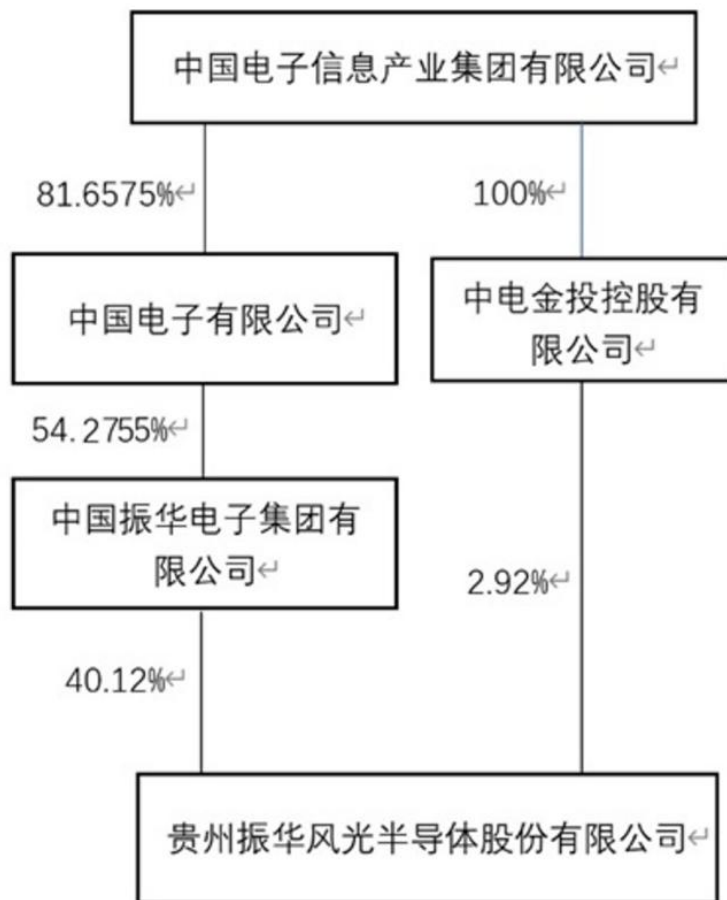 中国电子信息产业集团有限公司↵
81.6575%↵
100%↵
中国电子有限公司↵
中电金投控股有
限公司↵
54.2755%↵
中国振华电子集团有
限公司↵
2.92%↵
40.12%↵
贵州振华风光半导体股份有限公司↵